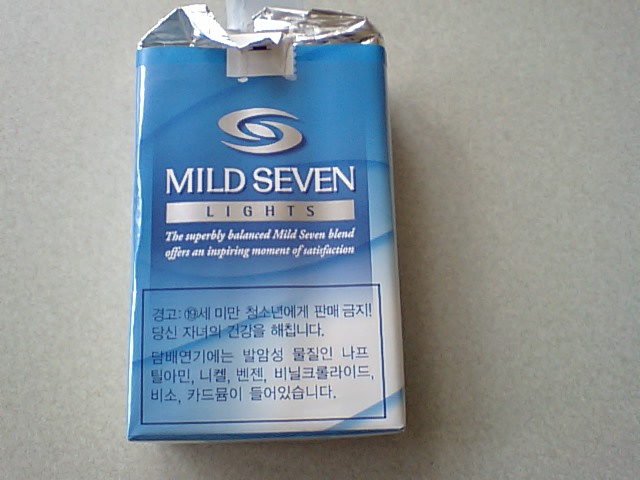 MILD SEVEN
LIGHTS
The superbly balanced Mild Seven blend
offers an inspiring moment of satisfaction
경고: ⑲세 미만 청소년에게 판매 금지!
당신 자녀의 건강을 해칩니다.
담배연기에는 발암성 물질인 나프
틸아민, 니켈, 벤젠, 비닐크롤라이드,
비소, 카드뮴이 들어있습니다.